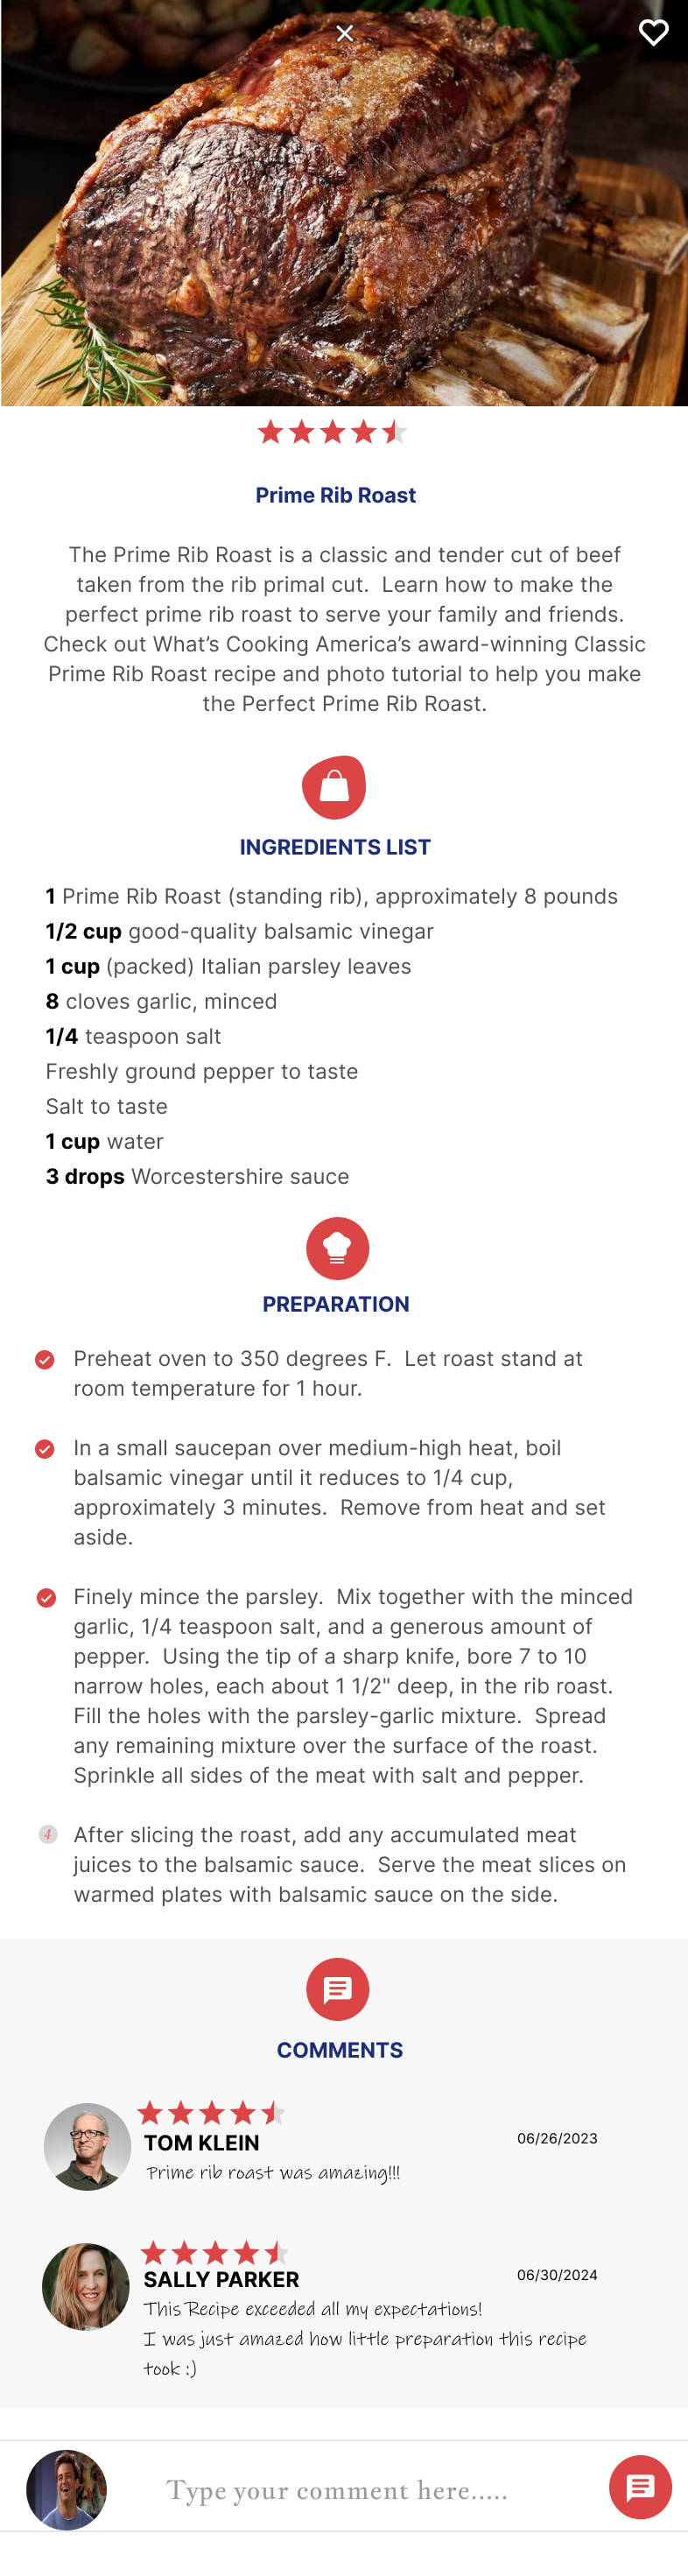 Prime Rib Roast
The Prime Rib Roast is a classic and tender cut of beef
taken from the rib primal cut.  Learn how to make the
perfect prime rib roast to serve your family and friends.
Check out What’s Cooking America’s award-winning Classic
Prime Rib Roast recipe and photo tutorial to help you make
the Perfect Prime Rib Roast.
INGREDIENTS LIST
1 Prime Rib Roast (standing rib), approximately 8 pounds
1/2 cup good-quality balsamic vinegar
1 cup (packed) Italian parsley leaves
8 cloves garlic, minced
1/4 teaspoon salt
Freshly ground pepper to taste
Salt to taste
1 cup water
3 drops Worcestershire sauce
PREPARATION
Preheat oven to 350 degrees F.  Let roast stand at
room temperature for 1 hour.
In a small saucepan over medium-high heat, boil
balsamic vinegar until it reduces to 1/4 cup,
approximately 3 minutes.  Remove from heat and set
aside.
Finely mince the parsley.  Mix together with the minced
garlic, 1/4 teaspoon salt, and a generous amount of
pepper.  Using the tip of a sharp knife, bore 7 to 10
narrow holes, each about 1 1/2" deep, in the rib roast.
Fill the holes with the parsley-garlic mixture.  Spread
any remaining mixture over the surface of the roast.
Sprinkle all sides of the meat with salt and pepper.
4 After slicing the roast, add any accumulated meat
juices to the balsamic sauce.  Serve the meat slices on
warmed plates with balsamic sauce on the side.
COMMENTS
TOM KLEIN 06/26/2023
Prime rib roast was amazing!!!
SALLY PARKER 06/30/2024
This Recipe exceeded all my expectations!
I was just amazed how little preparation this recipe
took :)
Type your comment here.....